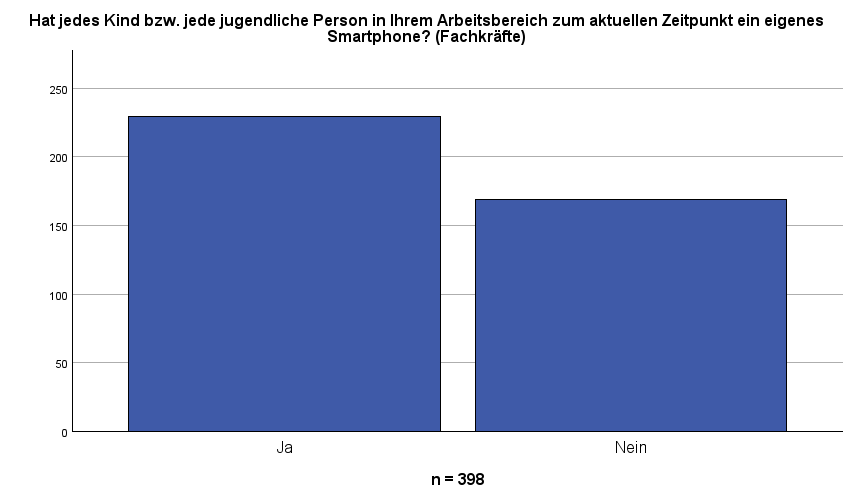 Hat jedes Kind bzw. jede jugendliche Person in Ihrem Arbeitsbereich zum aktuellen Zeitpunkt ein eigenes
Smartphone? (Fachkräfte)
250
200
150
100
50
0
Ja
Nein
n = 398